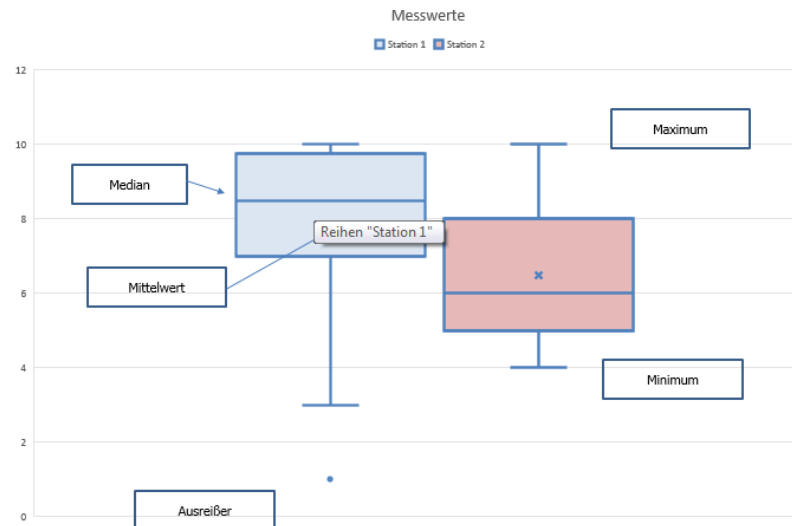 Messwerte
Station 1 Station 2
12
10
8
6
4
2
0
Maximum
Median
Reihen "Station 1"
Mittelwert
Minimum
Ausreißer